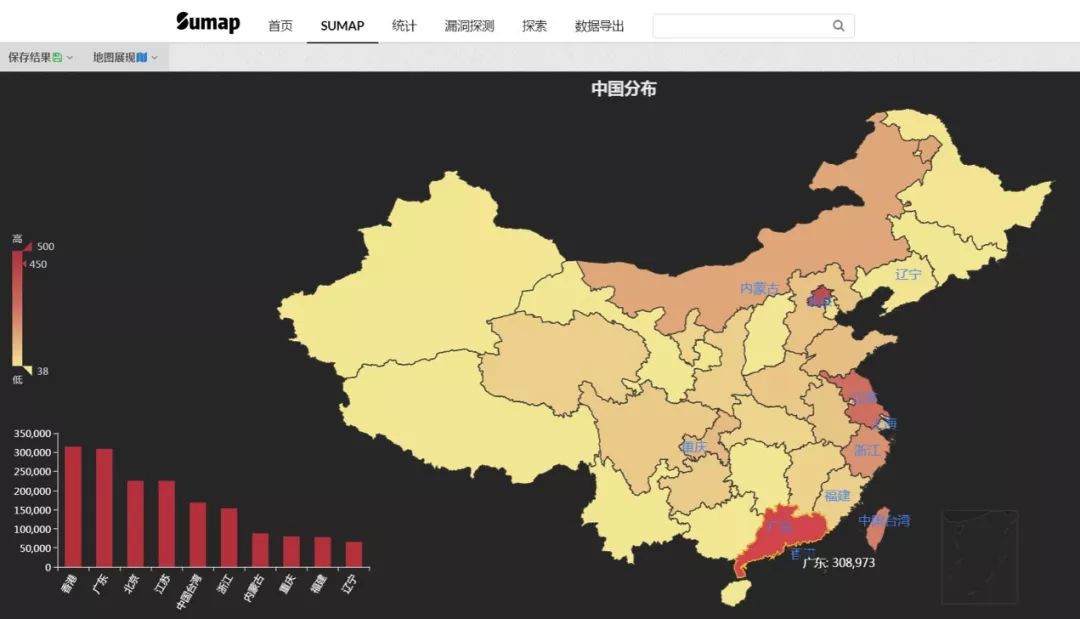 Sumap 首页 SUMAP 统计 漏洞探测 探索 数据导出
保存结果 地图展现
中国分布
高
500
450
38
低
内蒙古
辽宁
北京
江苏
上海
重庆
浙江
福建
广东
中国台湾
香港
广东: 308,973
350,000
300,000
250,000
200,000
150,000
100,000
50,000
0
香港 广东 北京 江苏 中国台湾 浙江 内蒙古 重庆 福建 辽宁